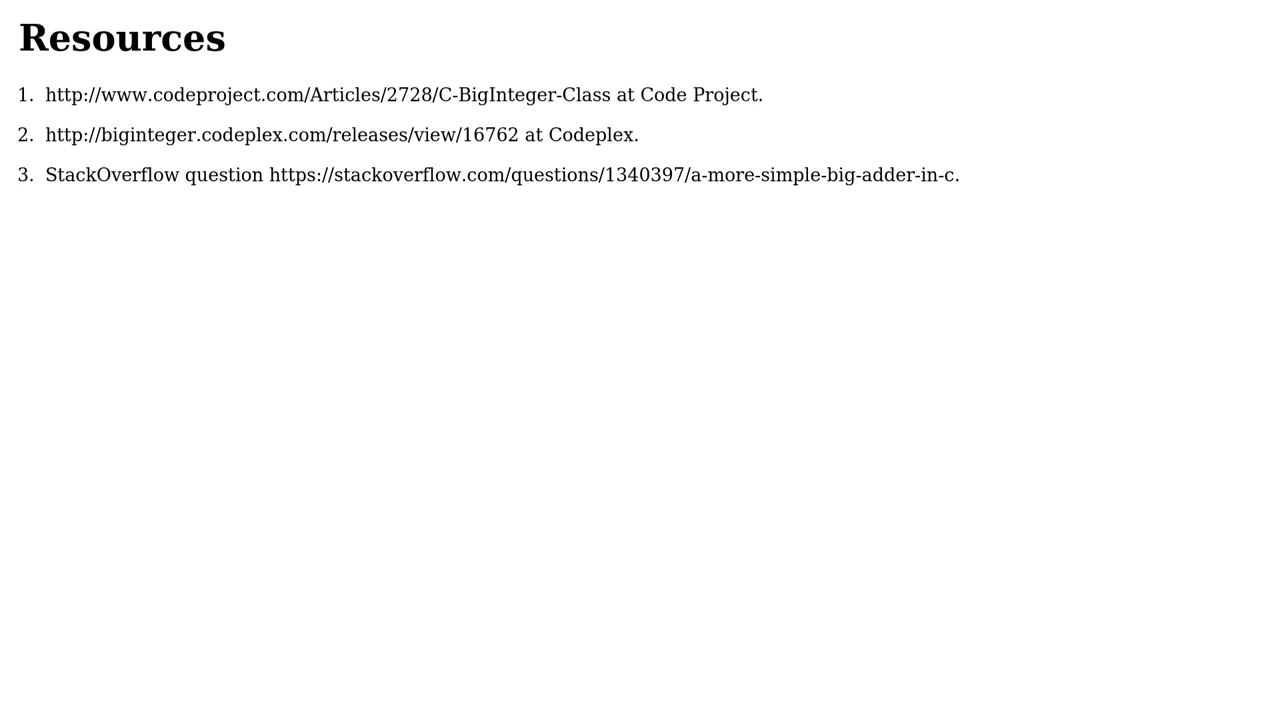 Resources
1. http://www.codeproject.com/Articles/2728/C-BigInteger-Class at Code Project.
2. http://biginteger.codeplex.com/releases/view/16762 at Codeplex.
3. StackOverflow question https://stackoverflow.com/questions/1340397/a-more-simple-big-adder-in-c.